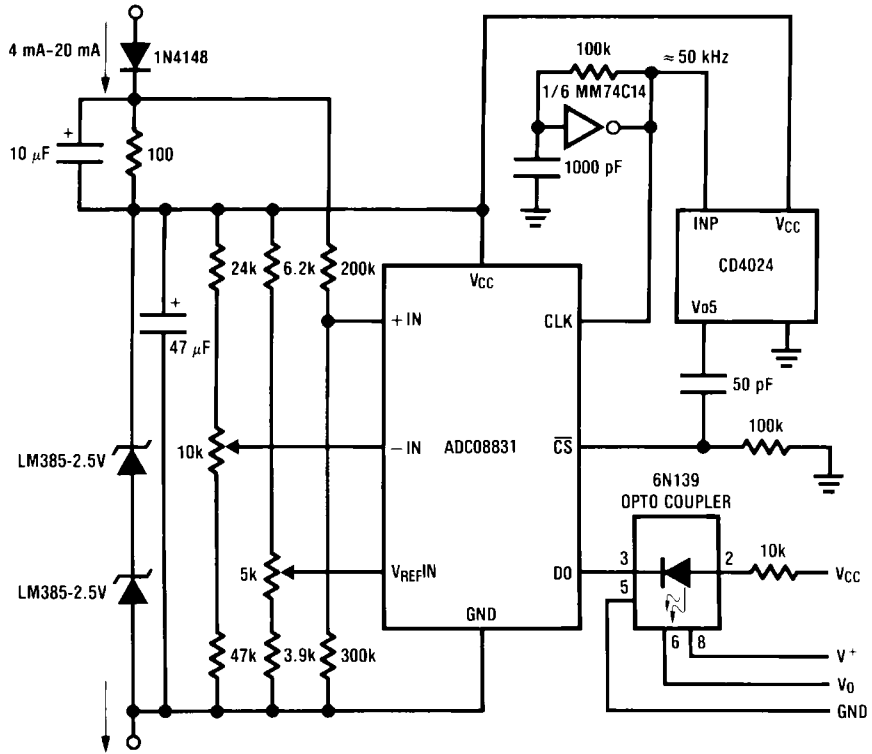 4 mA-20 mA
1N4148
100k
≈ 50 kHz
1/6 MM74C14
10 μF
+
100
1000 pF
INP
VCC
CD4024
Vo5
24k
6.2k
200k
VCC
+ IN
CLK
+
47 μF
50 pF
100k
LM385-2.5V
10k
– IN
ADC08831
CS
6N139
OPTO COUPLER
10k
LM385-2.5V
5k
VREFIN
DO
3
2
VCC
5
GND
6
8
47k
3.9k
300k
V+
VO
GND